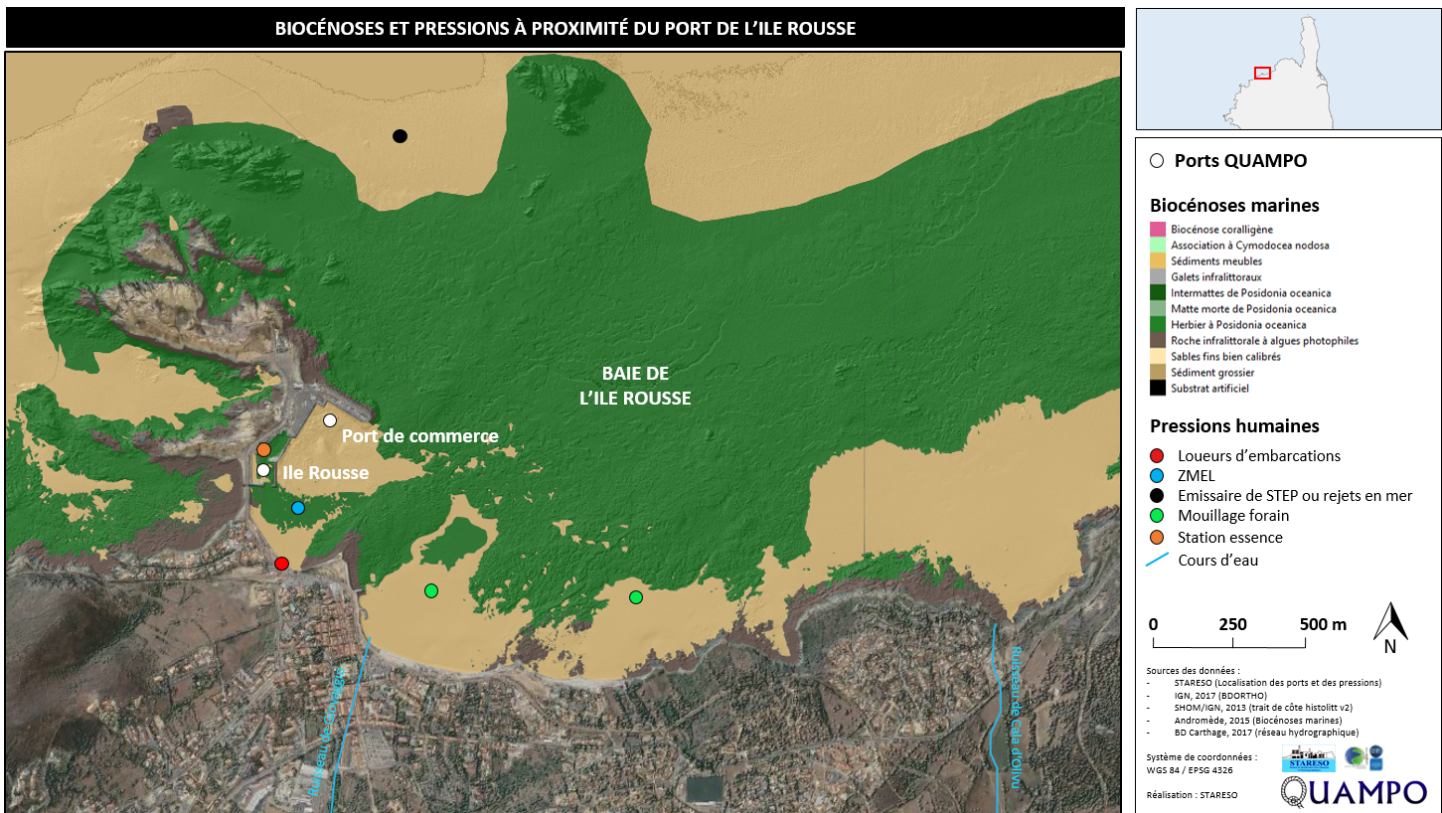 BIOCÉNOSES ET PRESSIONS À PROXIMITÉ DU PORT DE L'ILE ROUSSE
BAIE DE
L'ILE ROUSSE
Port de commerce
Ile Rousse
Ruisseau de
Ruisseau de Cala d'Olivu
Ports QUAMPO
Biocénoses marines
Biocénose coralligène
Association à Cymodocea nodosa
Sédiments meubles
Galets infralittoraux
Intermattes de Posidonia oceanica
Matte morte de Posidonia oceanica
Herbier à Posidonia oceanica
Roche infralittorale à algues photophiles
Sables fins bien calibrés
Sédiment grossier
Substrat artificiel
Pressions humaines
Loueurs d'embarcations
ZMEL
Emissaire de STEP ou rejets en mer
Mouillage forain
Station essence
Cours d'eau
0 250 500 m
N
Sources des données :
- STARESO (Localisation des ports et des pressions)
- IGN, 2017 (BDORTHO)
- SHOM/IGN, 2013 (trait de côte histolitt v2)
- Andromède, 2015 (Biocénoses marines)
- BD Carthage, 2017 (réseau hydrographique)
Système de coordonnées :
WGS 84 / EPSG 4326
STARESO
Réalisation : STARESO
QUAMPO